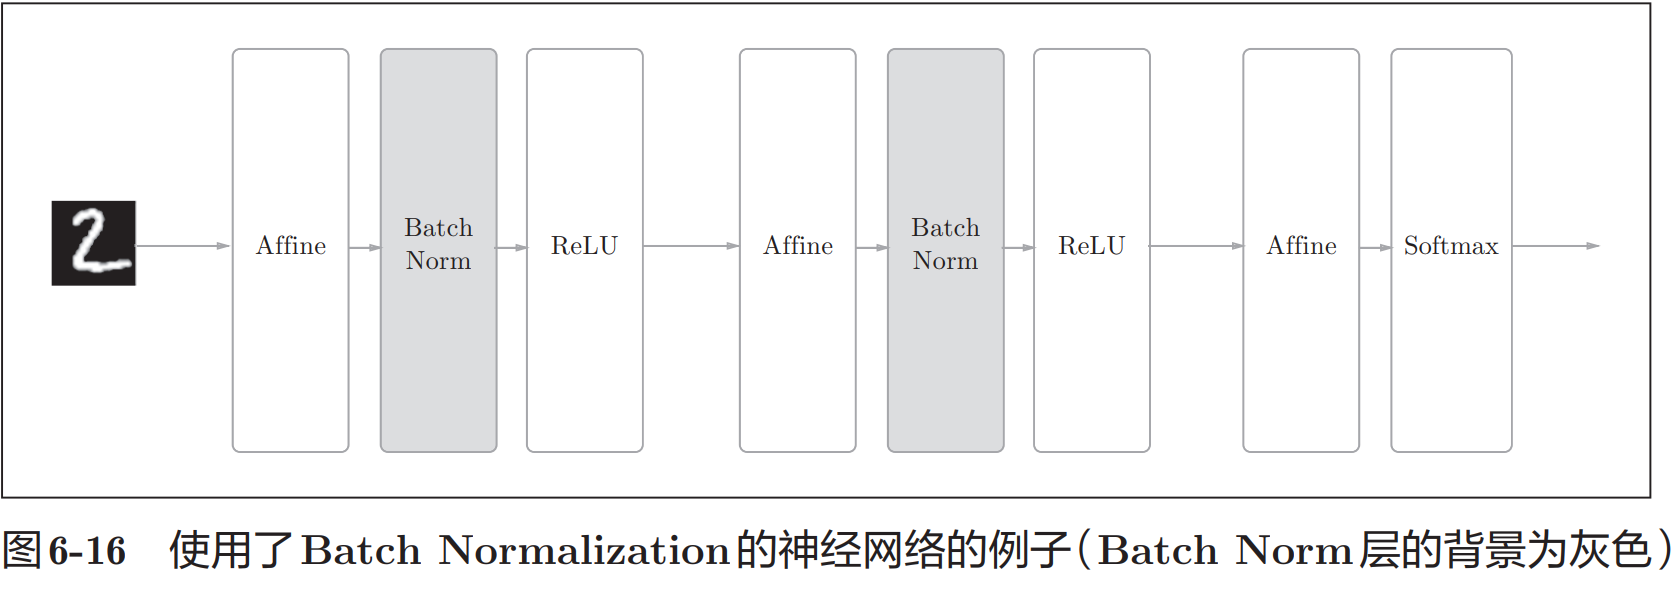 2
Affine
Batch
Norm
ReLU
Affine
Batch
Norm
ReLU
Affine
Softmax
图6-16 使用了Batch Normalization的神经网络的例子(Batch Norm层的背景为灰色)